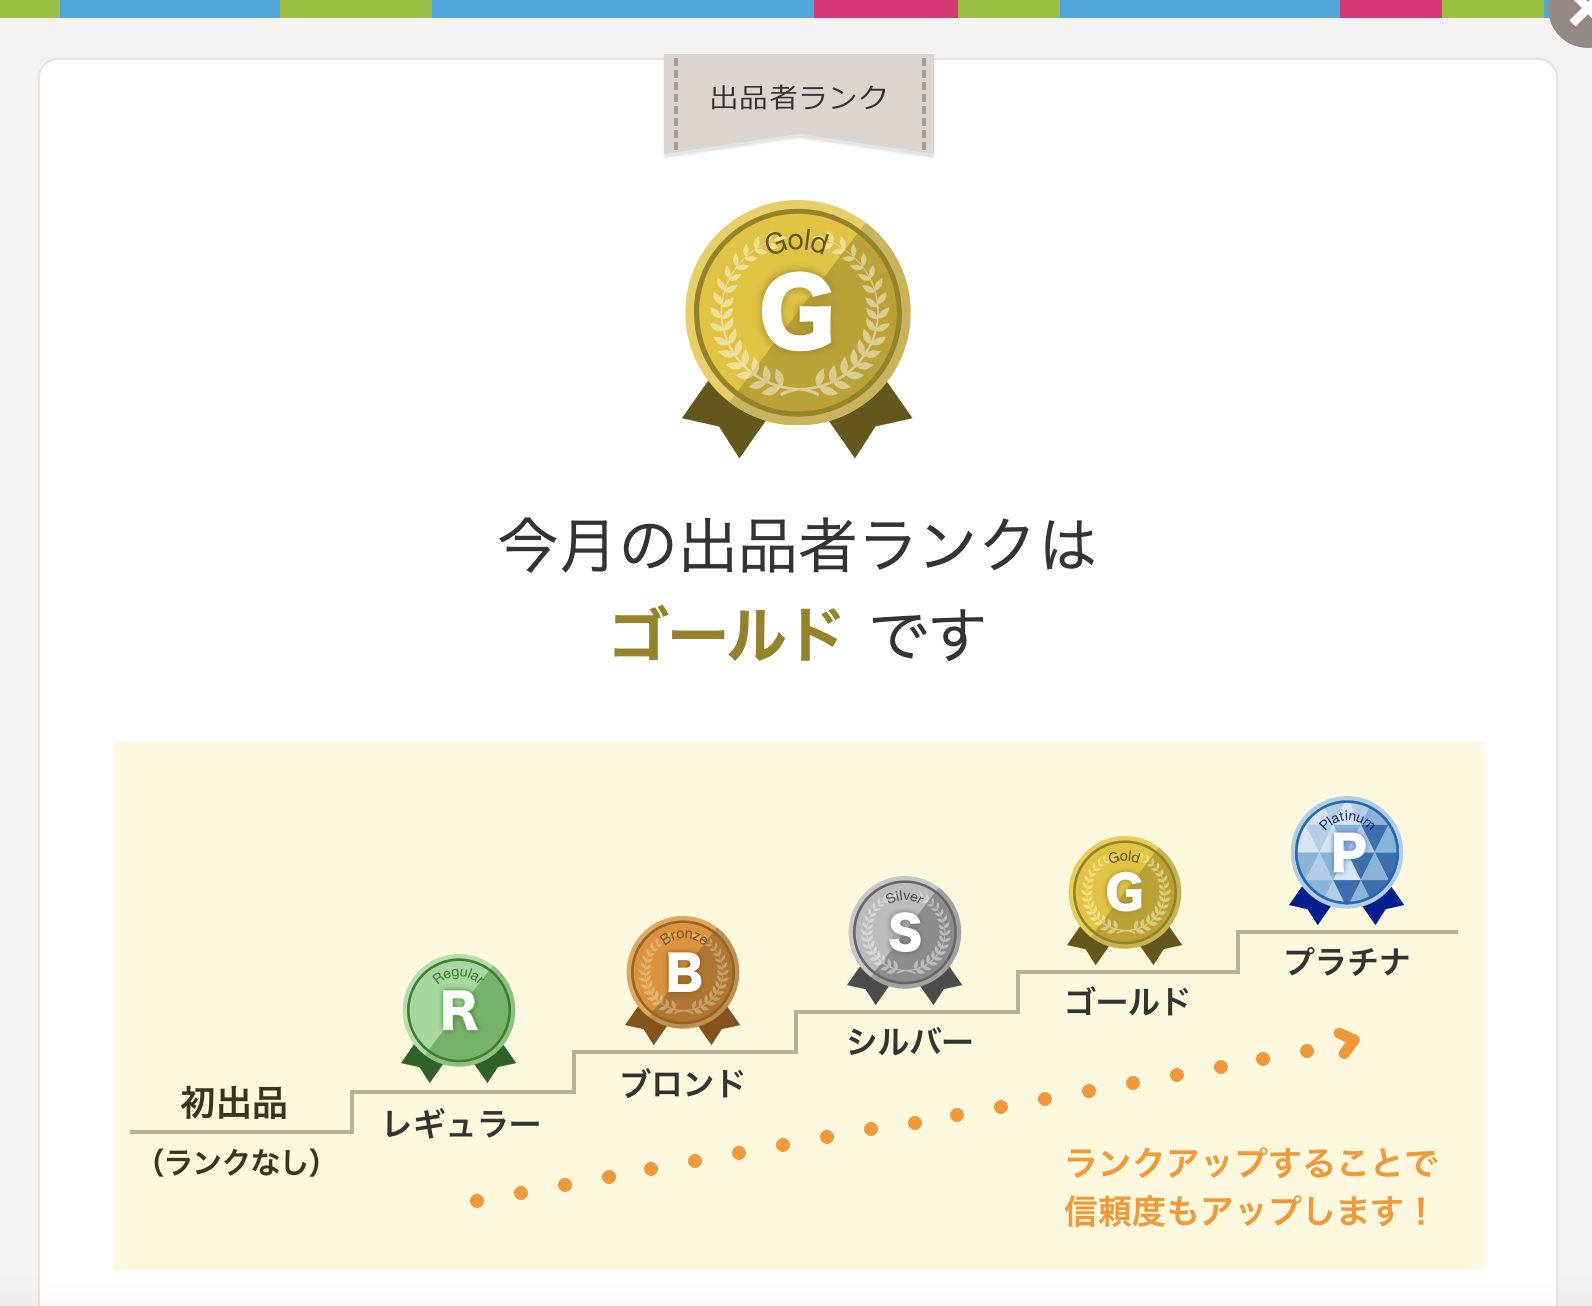 出品者ランク
Gold
G
今月の出品者ランクは
ゴールド です
Platinum
P
プラチナ
Gold
G
ゴールド
Silver
S
シルバー
Bronze
B
ブロンド
Regular
R
レギュラー
初出品
(ランクなし)
ランクアップすることで
信頼度もアップします！